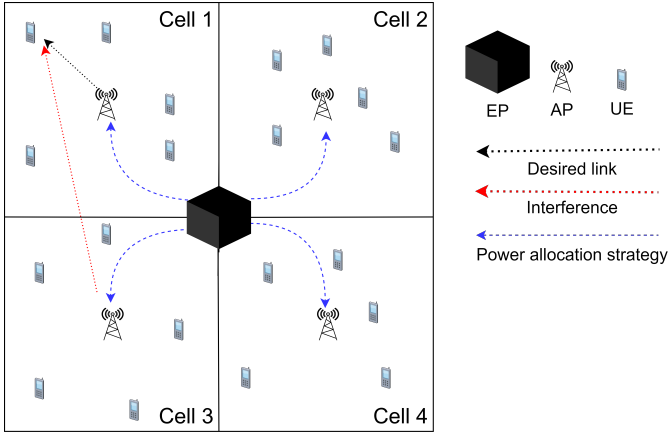 Cell 1
Cell 2
EP
AP
UE
Desired link
Interference
Power allocation strategy
Cell 3
Cell 4